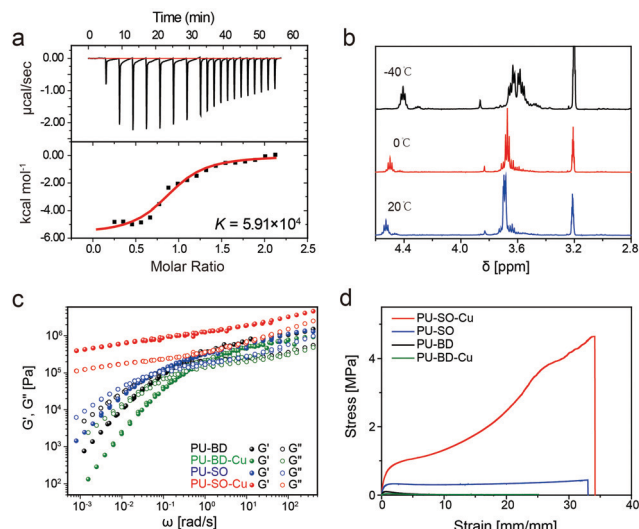 a
Time (min)
0 10 20 30 40 50 60
0.00
-1.00
-2.00
µcal/sec
0.00
-2.00
-4.00
-6.00
kcal mol-1
K = 5.91×10⁴
0.0 0.5 1.0 1.5 2.0 2.5
Molar Ratio
b
-40℃
0℃
20℃
4.4 4.0 3.6 3.2 2.8
δ [ppm]
c
10⁶
10⁵
10⁴
10³
10²
G', G" [Pa]
PU-BD G' G"
PU-BD-Cu G' G"
PU-SO G' G"
PU-SO-Cu G' G"
10⁻³ 10⁻² 10⁻¹ 10⁰ 10¹ 10²
ω [rad/s]
d
PU-SO-Cu
PU-SO
PU-BD
PU-BD-Cu
4
2
0
Stress [MPa]
0 10 20 30 40
Strain [mm/mm]